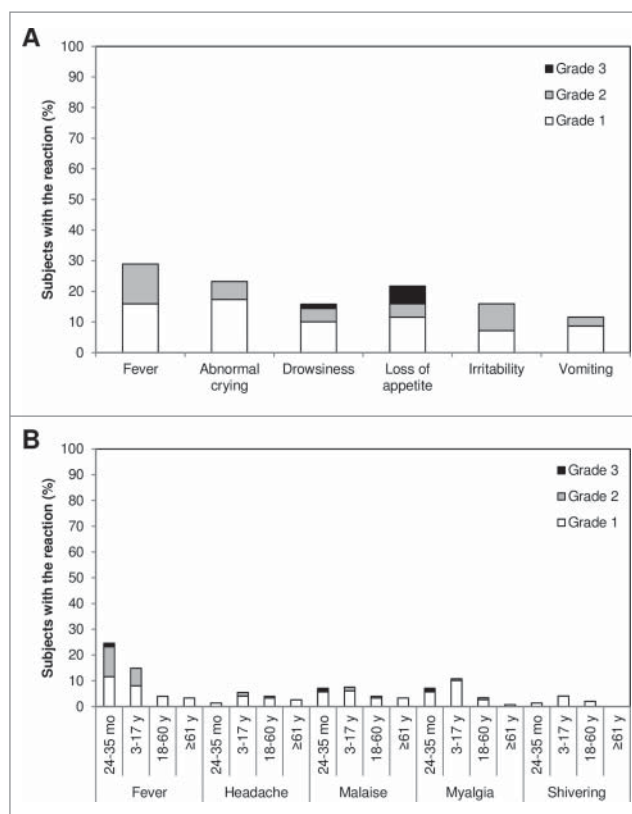 A
Subjects with the reaction (%)
100
90
80
70
60
50
40
30
20
10
0
Grade 3
Grade 2
Grade 1
Fever
Abnormal
crying
Drowsiness
Loss of
appetite
Irritability
Vomiting
B
Subjects with the reaction (%)
100
90
80
70
60
50
40
30
20
10
0
Grade 3
Grade 2
Grade 1
24-35 mo
3-17 y
18-60 y
≥61 y
24-35 mo
3-17 y
18-60 y
≥61 y
24-35 mo
3-17 y
18-60 y
≥61 y
24-35 mo
3-17 y
18-60 y
≥61 y
24-35 mo
3-17 y
18-60 y
≥61 y
Fever
Headache
Malaise
Myalgia
Shivering